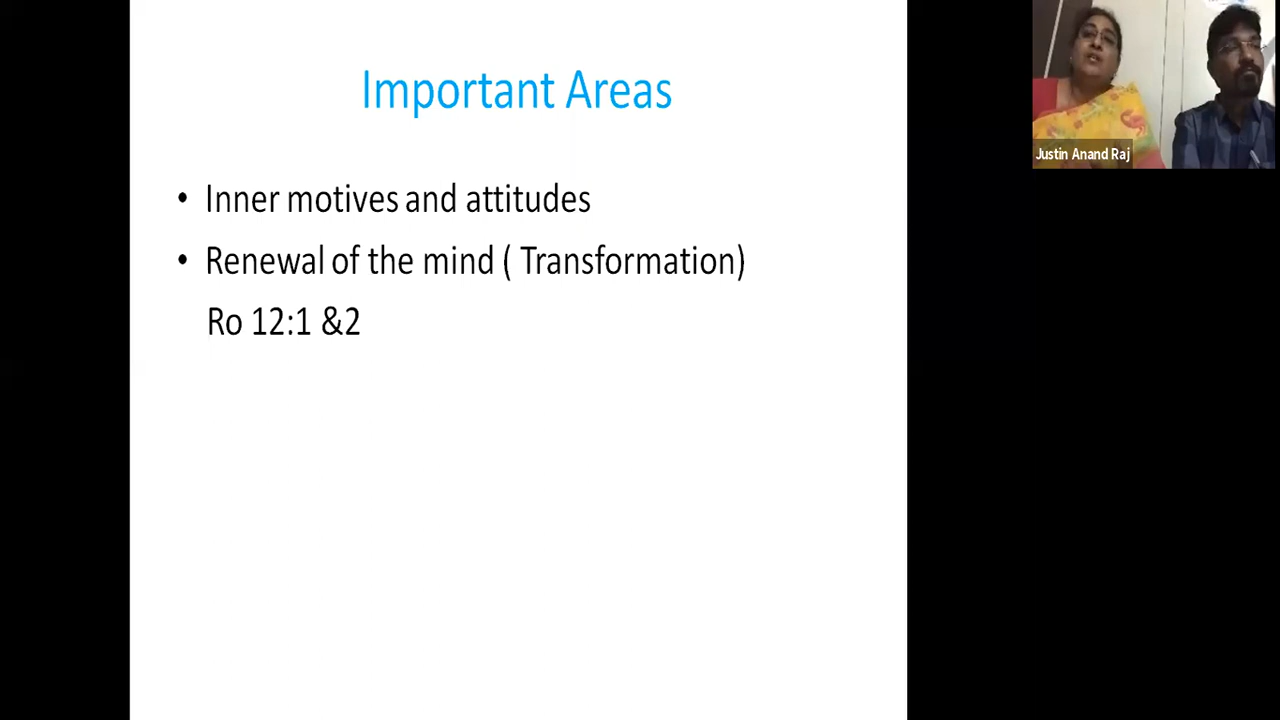 Important Areas
• Inner motives and attitudes
• Renewal of the mind ( Transformation)
Ro 12:1 &2
Justin Anand Raj